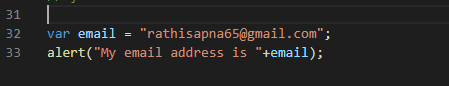 31
32 var email = "rathisapna65@gmail.com";
33 alert("My email address is "+email);